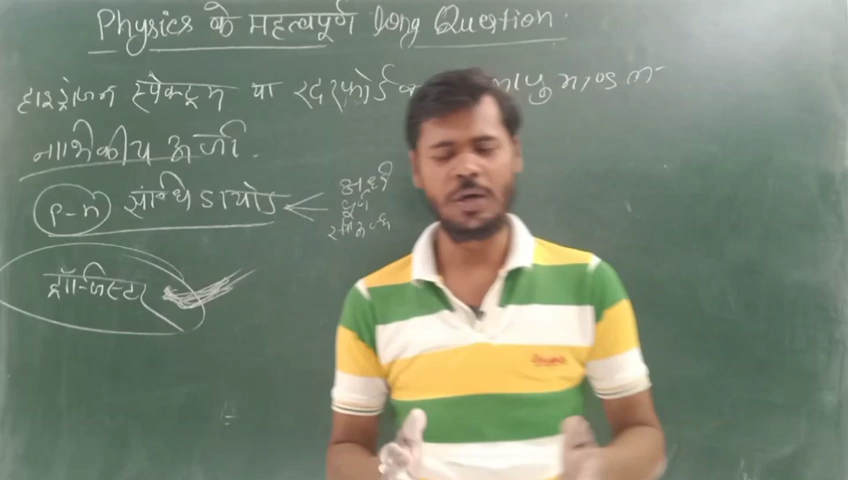 Physics के महत्वपूर्ण long Question.
हाइड्रोजन स्पेक्ट्रम या रदरफोर्ड
नाभिकीय ऊर्जा.
p-n संधि डायोड अर्ध
पूर्ण
ट्रॉंजिस्टर